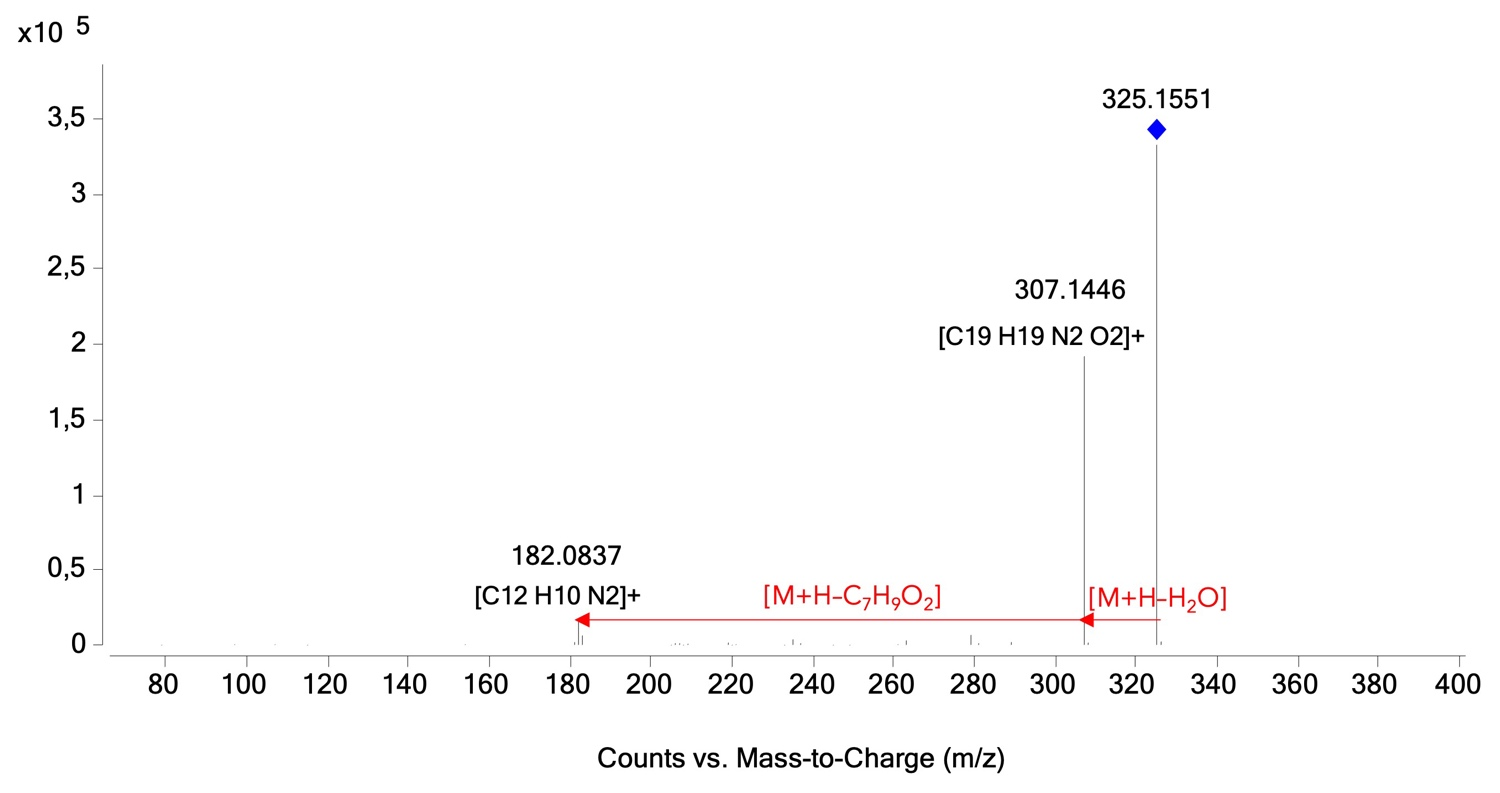 x10 5
3,5
3
2,5
2
1,5
1
0,5
0
325.1551
307.1446
[C19 H19 N2 O2]+
182.0837
[C12 H10 N2]+
[M+H–C₇H₉O₂]
[M+H–H₂O]
80 100 120 140 160 180 200 220 240 260 280 300 320 340 360 380 400
Counts vs. Mass-to-Charge (m/z)